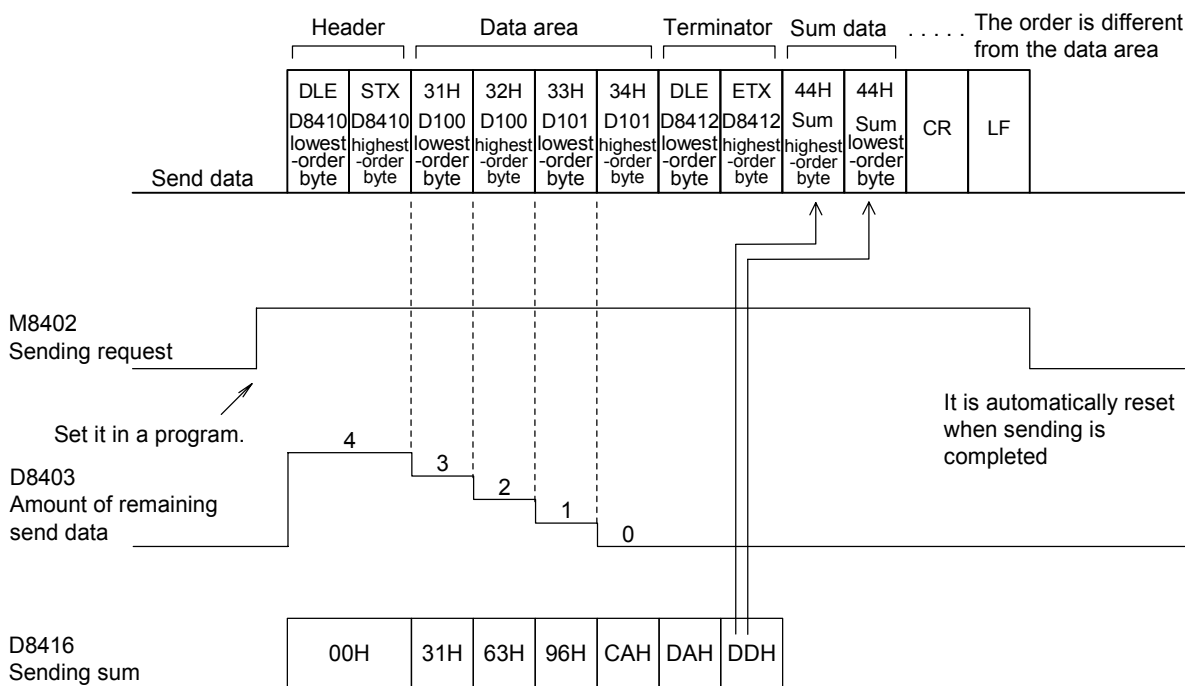 Header Data area Terminator Sum data . . . . . The order is different
from the data area
DLE STX 31H 32H 33H 34H DLE ETX 44H 44H
D8410 D8410 D100 D100 D101 D101 D8412 D8412 Sum Sum CR LF
lowest highest lowest highest lowest highest lowest highest highest lowest
-order -order -order -order -order -order -order -order -order -order
byte byte byte byte byte byte byte byte byte byte
Send data
M8402
Sending request
Set it in a program.
It is automatically reset
when sending is
completed
4
3
2
1
0
D8403
Amount of remaining
send data
D8416
Sending sum
00H 31H 63H 96H CAH DAH DDH